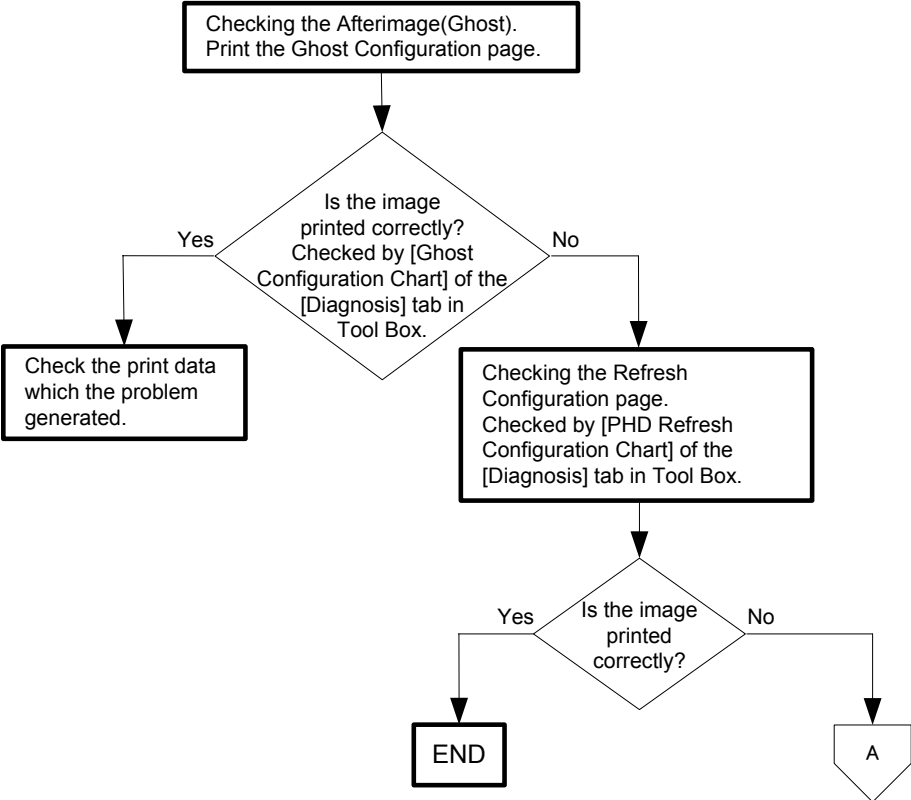 Checking the Afterimage(Ghost).
Print the Ghost Configuration page.
Is the image
printed correctly?
Checked by [Ghost
Configuration Chart] of the
[Diagnosis] tab in
Tool Box.
Yes
No
Check the print data
which the problem
generated.
Checking the Refresh
Configuration page.
Checked by [PHD Refresh
Configuration Chart] of the
[Diagnosis] tab in Tool Box.
Is the image
printed
correctly?
Yes
No
END
A